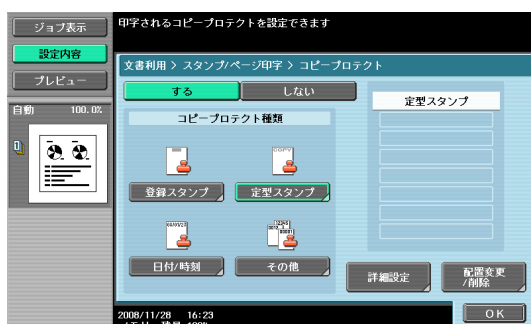 ジョブ表示
印字されるコピープロテクトを設定できます
設定内容
プレビュー
文書利用 > スタンプ/ページ印字 > コピープロテクト
する
しない
定型スタンプ
自動 100.0%
コピープロテクト種類
COPY
登録スタンプ
定型スタンプ
日付/時刻
その他
詳細設定
配置変更
/削除
2008/11/28 16:23
OK